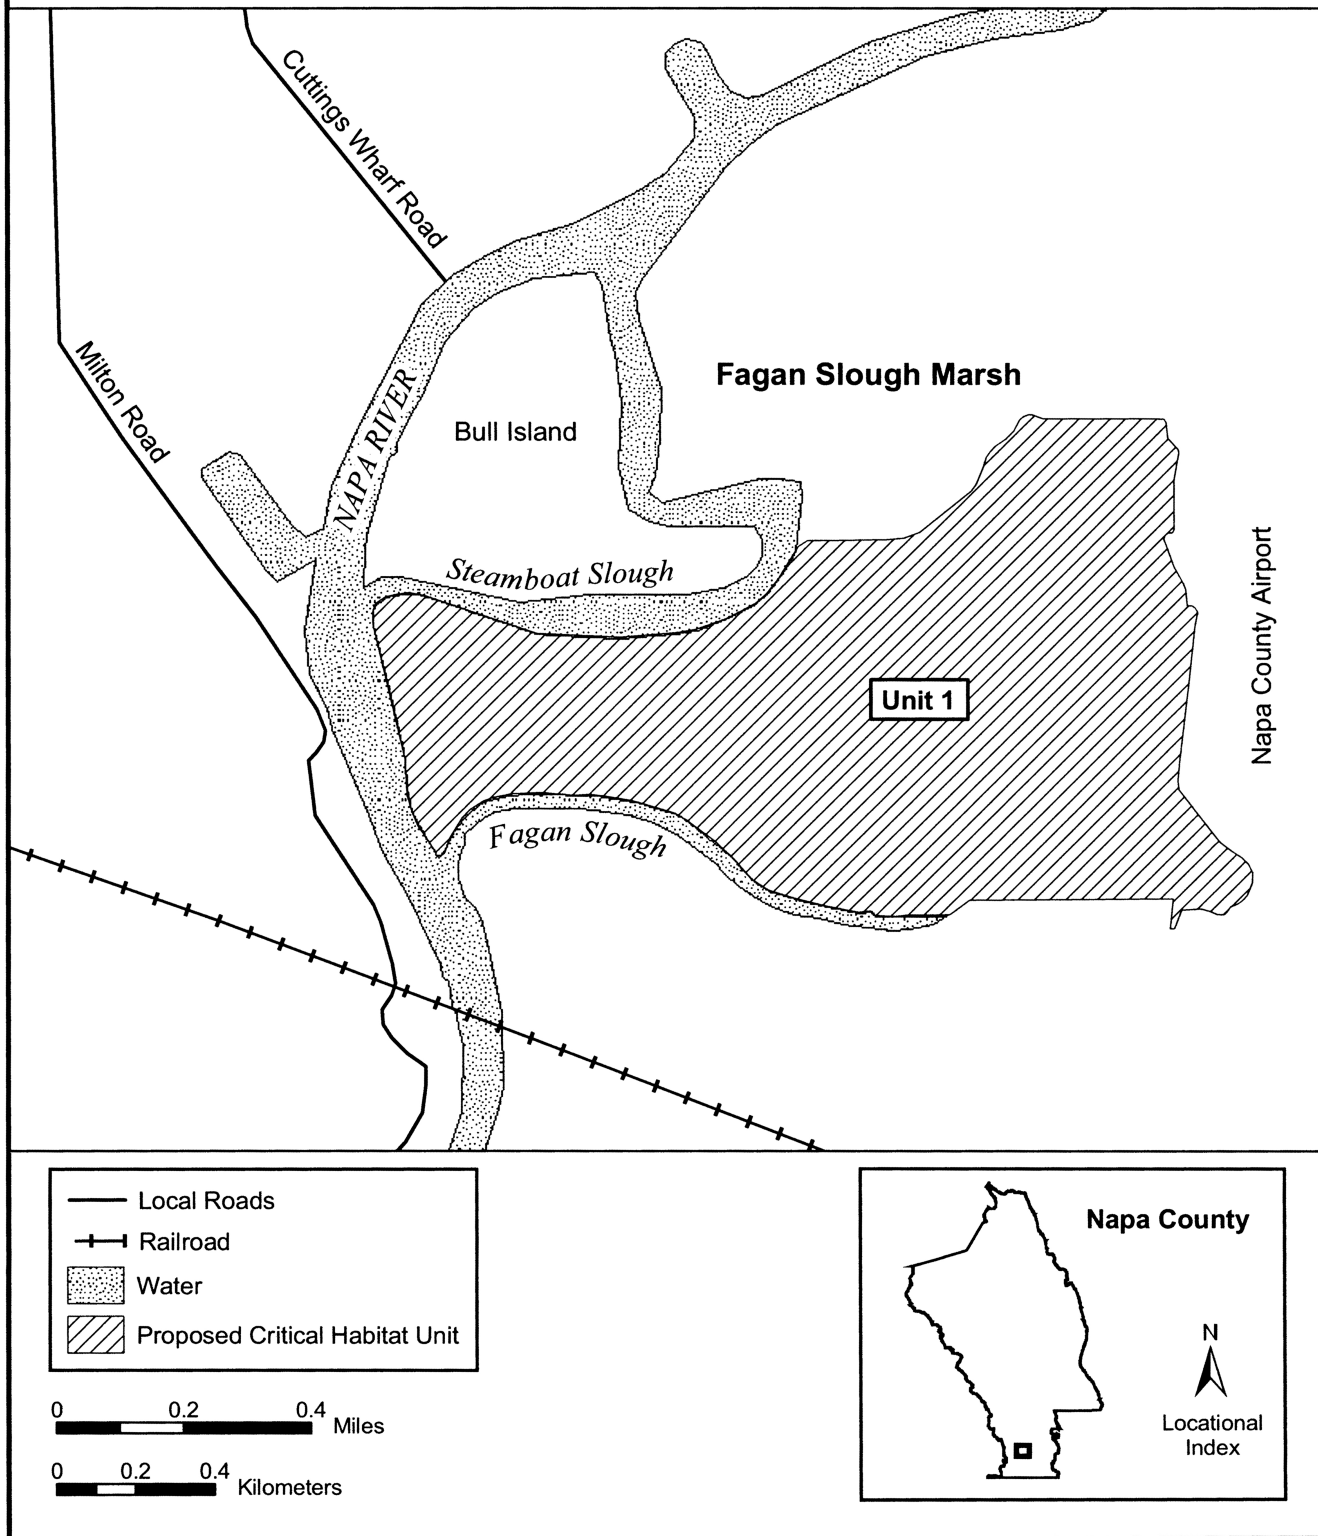 Cuttings Wharf Road
Milton Road
NAPA RIVER
Fagan Slough Marsh
Bull Island
Steamboat Slough
Napa County Airport
Unit 1
Fagan Slough
Local Roads
Railroad
Water
Proposed Critical Habitat Unit
0 0.2 0.4
Miles
0 0.2 0.4
Kilometers
Napa County
N
Locational
Index